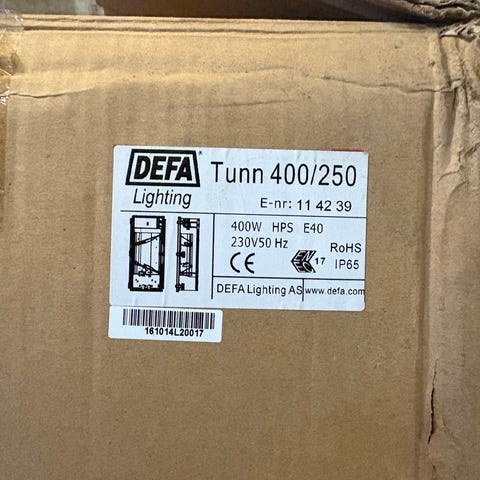 DEFA®
Lighting
Tunn 400/250
E-nr: 11 42 39
400W HPS E40
230V50 Hz
RoHS
CE
17 IP65
DEFA Lighting AS www.defa.com
161014L20017